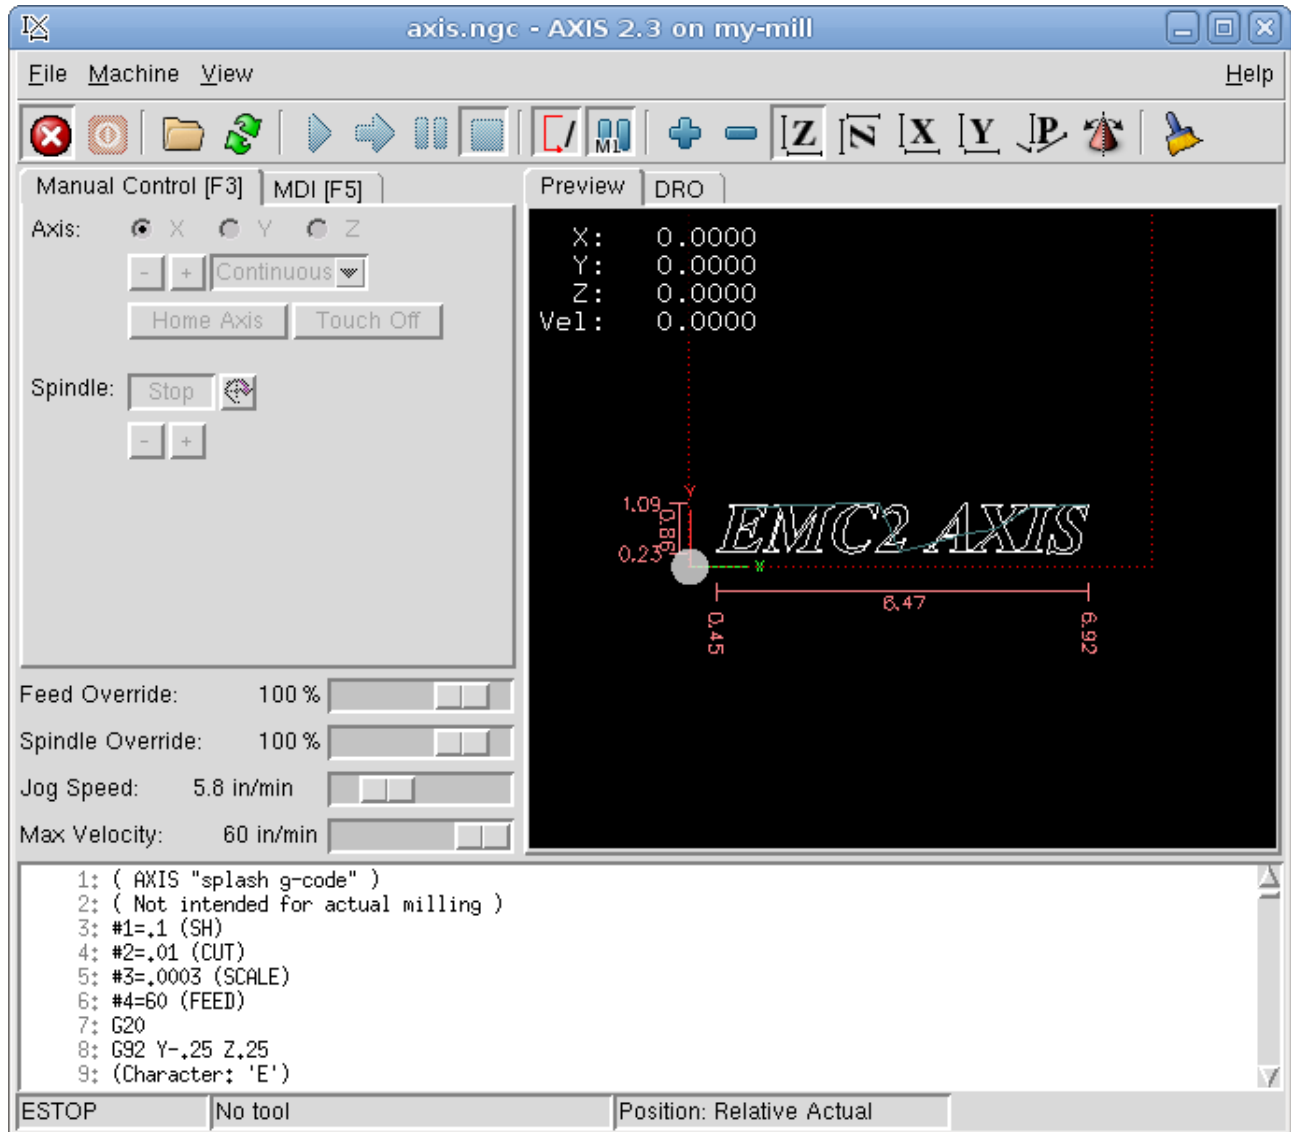 axis.ngc - AXIS 2.3 on my-mill
File Machine View Help
M1 Z N X Y P
Manual Control [F3] MDI [F5]
Preview DRO
Axis: X Y Z
- + Continuous
Home Axis Touch Off
Spindle: Stop
- +
X: 0.0000
Y: 0.0000
Z: 0.0000
Vel: 0.0000
Y
1.09
0.86
0.23
EMC2 AXIS
X
6.47
0.45
6.92
Feed Override: 100 %
Spindle Override: 100 %
Jog Speed: 5.8 in/min
Max Velocity: 60 in/min
1: ( AXIS "splash g-code" )
2: ( Not intended for actual milling )
3: #1=.1 (SH)
4: #2=.01 (CUT)
5: #3=.0003 (SCALE)
6: #4=60 (FEED)
7: G20
8: G92 Y-.25 Z.25
9: (Character: 'E')
ESTOP No tool Position: Relative Actual